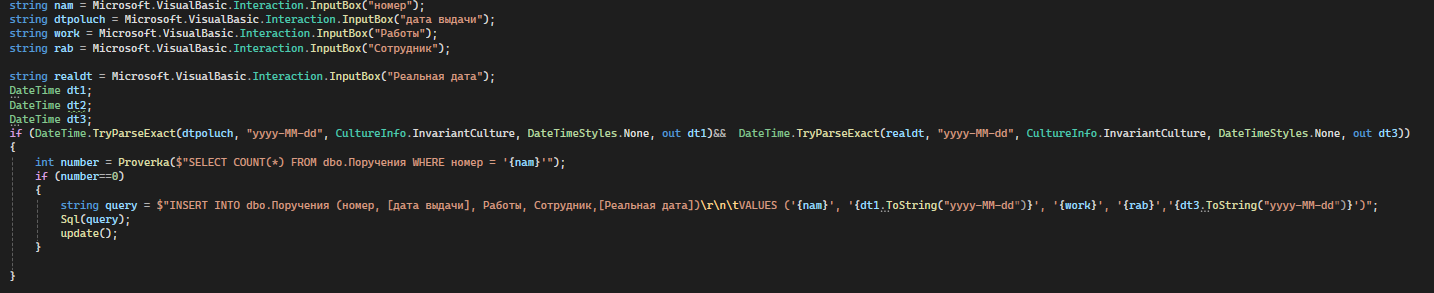 string nam = Microsoft.VisualBasic.Interaction.InputBox("номер");
string dtpoluch = Microsoft.VisualBasic.Interaction.InputBox("дата выдачи");
string work = Microsoft.VisualBasic.Interaction.InputBox("Работы");
string rab = Microsoft.VisualBasic.Interaction.InputBox("Сотрудник");
string realdt = Microsoft.VisualBasic.Interaction.InputBox("Реальная дата");
DateTime dt1;
DateTime dt2;
DateTime dt3;
if (DateTime.TryParseExact(dtpoluch, "yyyy-MM-dd", CultureInfo.InvariantCulture, DateTimeStyles.None, out dt1)&&  DateTime.TryParseExact(realdt, "yyyy-MM-dd", CultureInfo.InvariantCulture, DateTimeStyles.None, out dt3))
{
int number = Proverka($"SELECT COUNT(*) FROM dbo.Поручения WHERE номер = '{nam}'");
if (number==0)
{
string query = $"INSERT INTO dbo.Поручения (номер, [дата выдачи], Работы, Сотрудник,[Реальная дата])\r\n\tVALUES ('{nam}', '{dt1.ToString("yyyy-MM-dd")}', '{work}', '{rab}','{dt3.ToString("yyyy-MM-dd")}')";
Sql(query);
update();
}
}